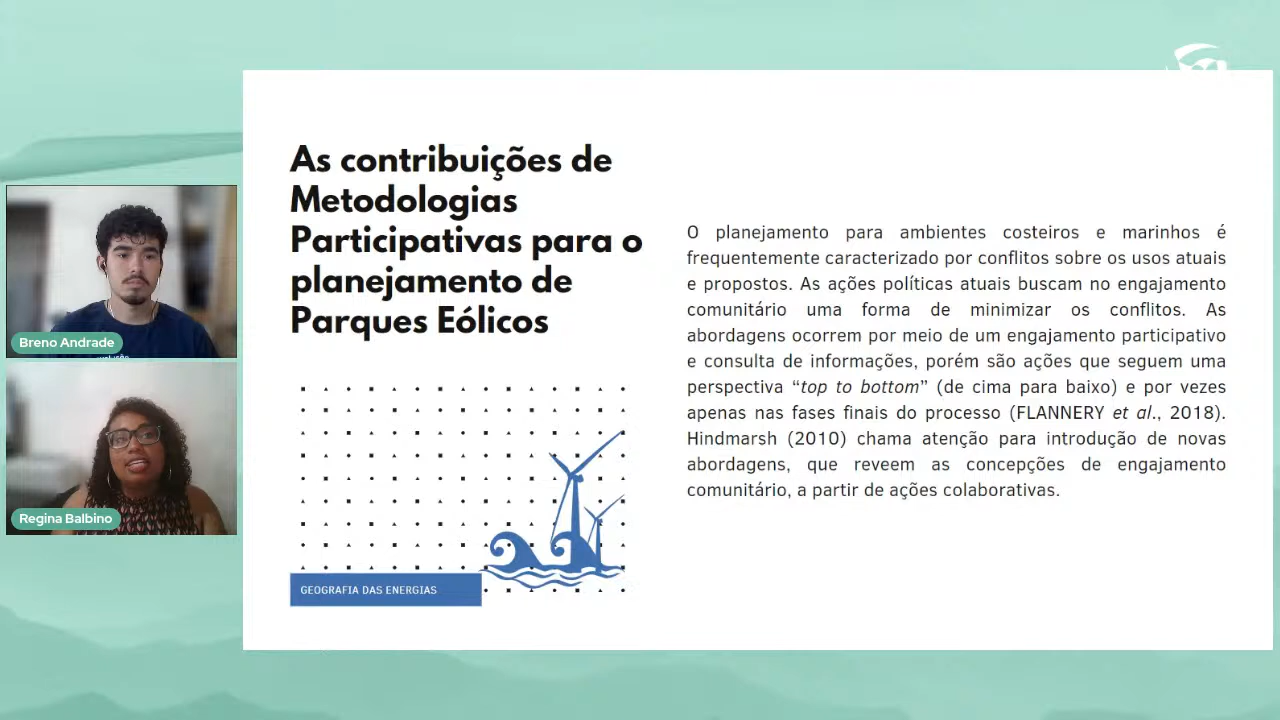 As contribuições de
Metodologias
Participativas para o
planejamento de
Parques Eólicos
O planejamento para ambientes costeiros e marinhos é
frequentemente caracterizado por conflitos sobre os usos atuais
e propostos. As ações políticas atuais buscam no engajamento
comunitário uma forma de minimizar os conflitos. As
abordagens ocorrem por meio de um engajamento participativo
e consulta de informações, porém são ações que seguem uma
perspectiva “top to bottom” (de cima para baixo) e por vezes
apenas nas fases finais do processo (FLANNERY et al., 2018).
Hindmarsh (2010) chama atenção para introdução de novas
abordagens, que reveem as concepções de engajamento
comunitário, a partir de ações colaborativas.
GEOGRAFIA DAS ENERGIAS
Breno Andrade
Regina Balbino